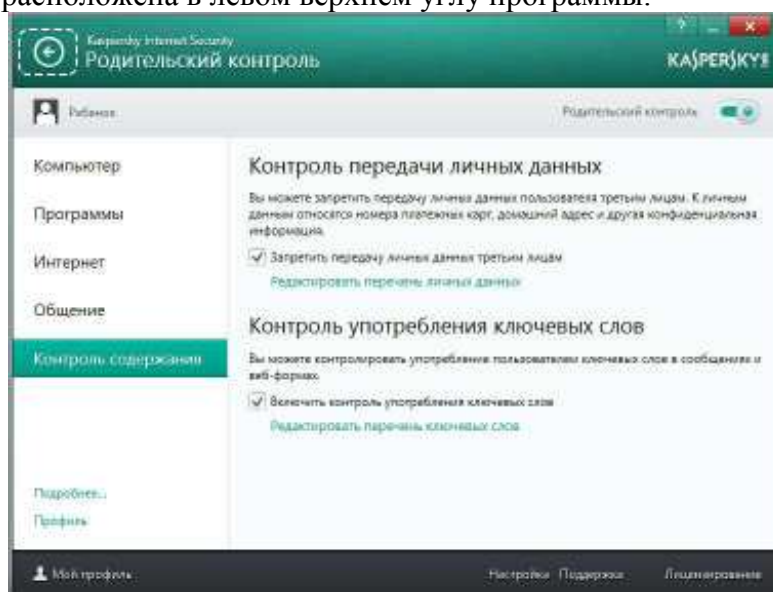 расположена в левом верхнем углу программы.
Kaspersky Internet Security
Родительский контроль
KASPERSKY
Родительский контроль
Компьютер
Программы
Интернет
Общение
Контроль содержания
Подробнее...
Профиль
Контроль передачи личных данных
Вы можете запретить передачу личных данных пользователя третьим лицам. К личным
данным относятся номера платежных карт, домашний адрес и другая конфиденциальная
информация.
Запретить передачу личных данных третьим лицам
Редактировать перечень личных данных
Контроль употребления ключевых слов
Вы можете контролировать употребление пользователем ключевых слов в сообщениях и
веб-формах.
Включить контроль употребления ключевых слов
Редактировать перечень ключевых слов
Мой профиль
Настройка Поддержка Лицензирование